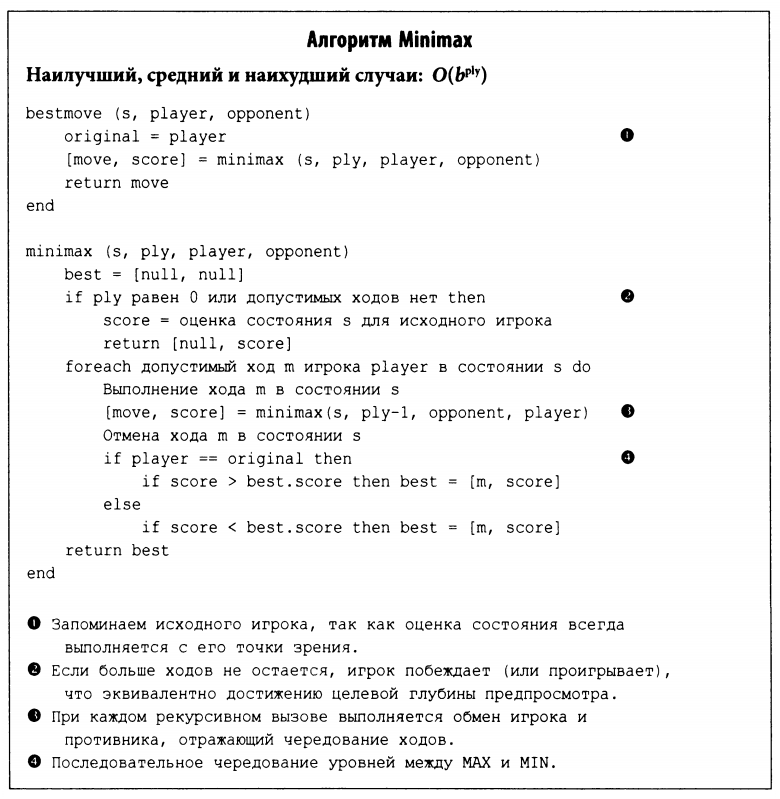 Алгоритм Minimax
Наилучший, средний и наихудший случаи: O(b^ply)
bestmove (s, player, opponent)
    original = player ❶
    [move, score] = minimax (s, ply, player, opponent)
    return move
end
minimax (s, ply, player, opponent)
    best = [null, null]
    if ply равен 0 или допустимых ходов нет then ❷
        score = оценка состояния s для исходного игрока
        return [null, score]
    foreach допустимый ход m игрока player в состоянии s do
        Выполнение хода m в состоянии s
        [move, score] = minimax(s, ply-1, opponent, player) ❸
        Отмена хода m в состоянии s
        if player == original then ❹
            if score > best.score then best = [m, score]
        else
            if score < best.score then best = [m, score]
    return best
end
❶ Запоминаем исходного игрока, так как оценка состояния всегда
    выполняется с его точки зрения.
❷ Если больше ходов не остается, игрок побеждает (или проигрывает),
    что эквивалентно достижению целевой глубины предпросмотра.
❸ При каждом рекурсивном вызове выполняется обмен игрока и
    противника, отражающий чередование ходов.
❹ Последовательное чередование уровней между MAX и MIN.